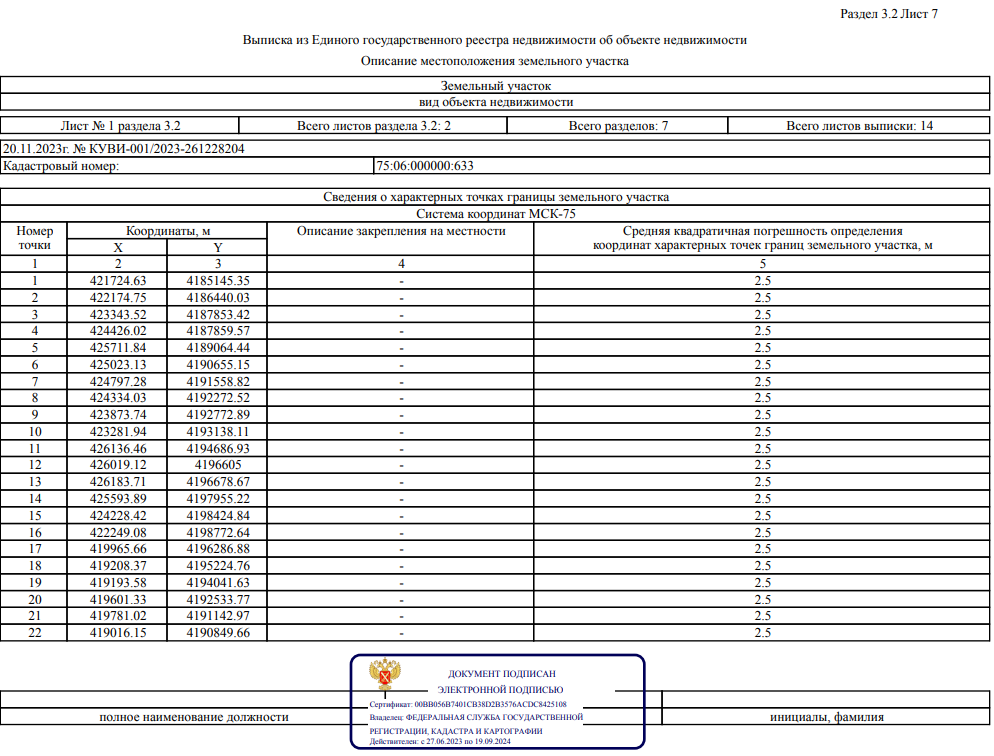 Раздел 3.2 Лист 7
Выписка из Единого государственного реестра недвижимости об объекте недвижимости
Описание местоположения земельного участка
Земельный участок
вид объекта недвижимости
Лист № 1 раздела 3.2 Всего листов раздела 3.2: 2 Всего разделов: 7 Всего листов выписки: 14
20.11.2023г. № КУВИ-001/2023-261228204
Кадастровый номер: 75:06:000000:633
Сведения о характерных точках границы земельного участка
Система координат МСК-75
Номер точки Координаты, м Описание закрепления на местности Средняя квадратичная погрешность определения координат характерных точек границ земельного участка, м
X Y
1 2 3 4 5
1 421724.63 4185145.35 - 2.5
2 422174.75 4186440.03 - 2.5
3 423343.52 4187853.42 - 2.5
4 424426.02 4187859.57 - 2.5
5 425711.84 4189064.44 - 2.5
6 425023.13 4190655.15 - 2.5
7 424797.28 4191558.82 - 2.5
8 424334.03 4192272.52 - 2.5
9 423873.74 4192772.89 - 2.5
10 423281.94 4193138.11 - 2.5
11 426136.46 4194686.93 - 2.5
12 426019.12 4196605 - 2.5
13 426183.71 4196678.67 - 2.5
14 425593.89 4197955.22 - 2.5
15 424228.42 4198424.84 - 2.5
16 422249.08 4198772.64 - 2.5
17 419965.66 4196286.88 - 2.5
18 419208.37 4195224.76 - 2.5
19 419193.58 4194041.63 - 2.5
20 419601.33 4192533.77 - 2.5
21 419781.02 4191142.97 - 2.5
22 419016.15 4190849.66 - 2.5
ДОКУМЕНТ ПОДПИСАН
ЭЛЕКТРОННОЙ ПОДПИСЬЮ
Сертификат: 00BB056B7401CB38D2B3576ACDC8425108
Владелец: ФЕДЕРАЛЬНАЯ СЛУЖБА ГОСУДАРСТВЕННОЙ
РЕГИСТРАЦИИ, КАДАСТРА И КАРТОГРАФИИ
Действителен: с 27.06.2023 по 19.09.2024
полное наименование должности инициалы, фамилия